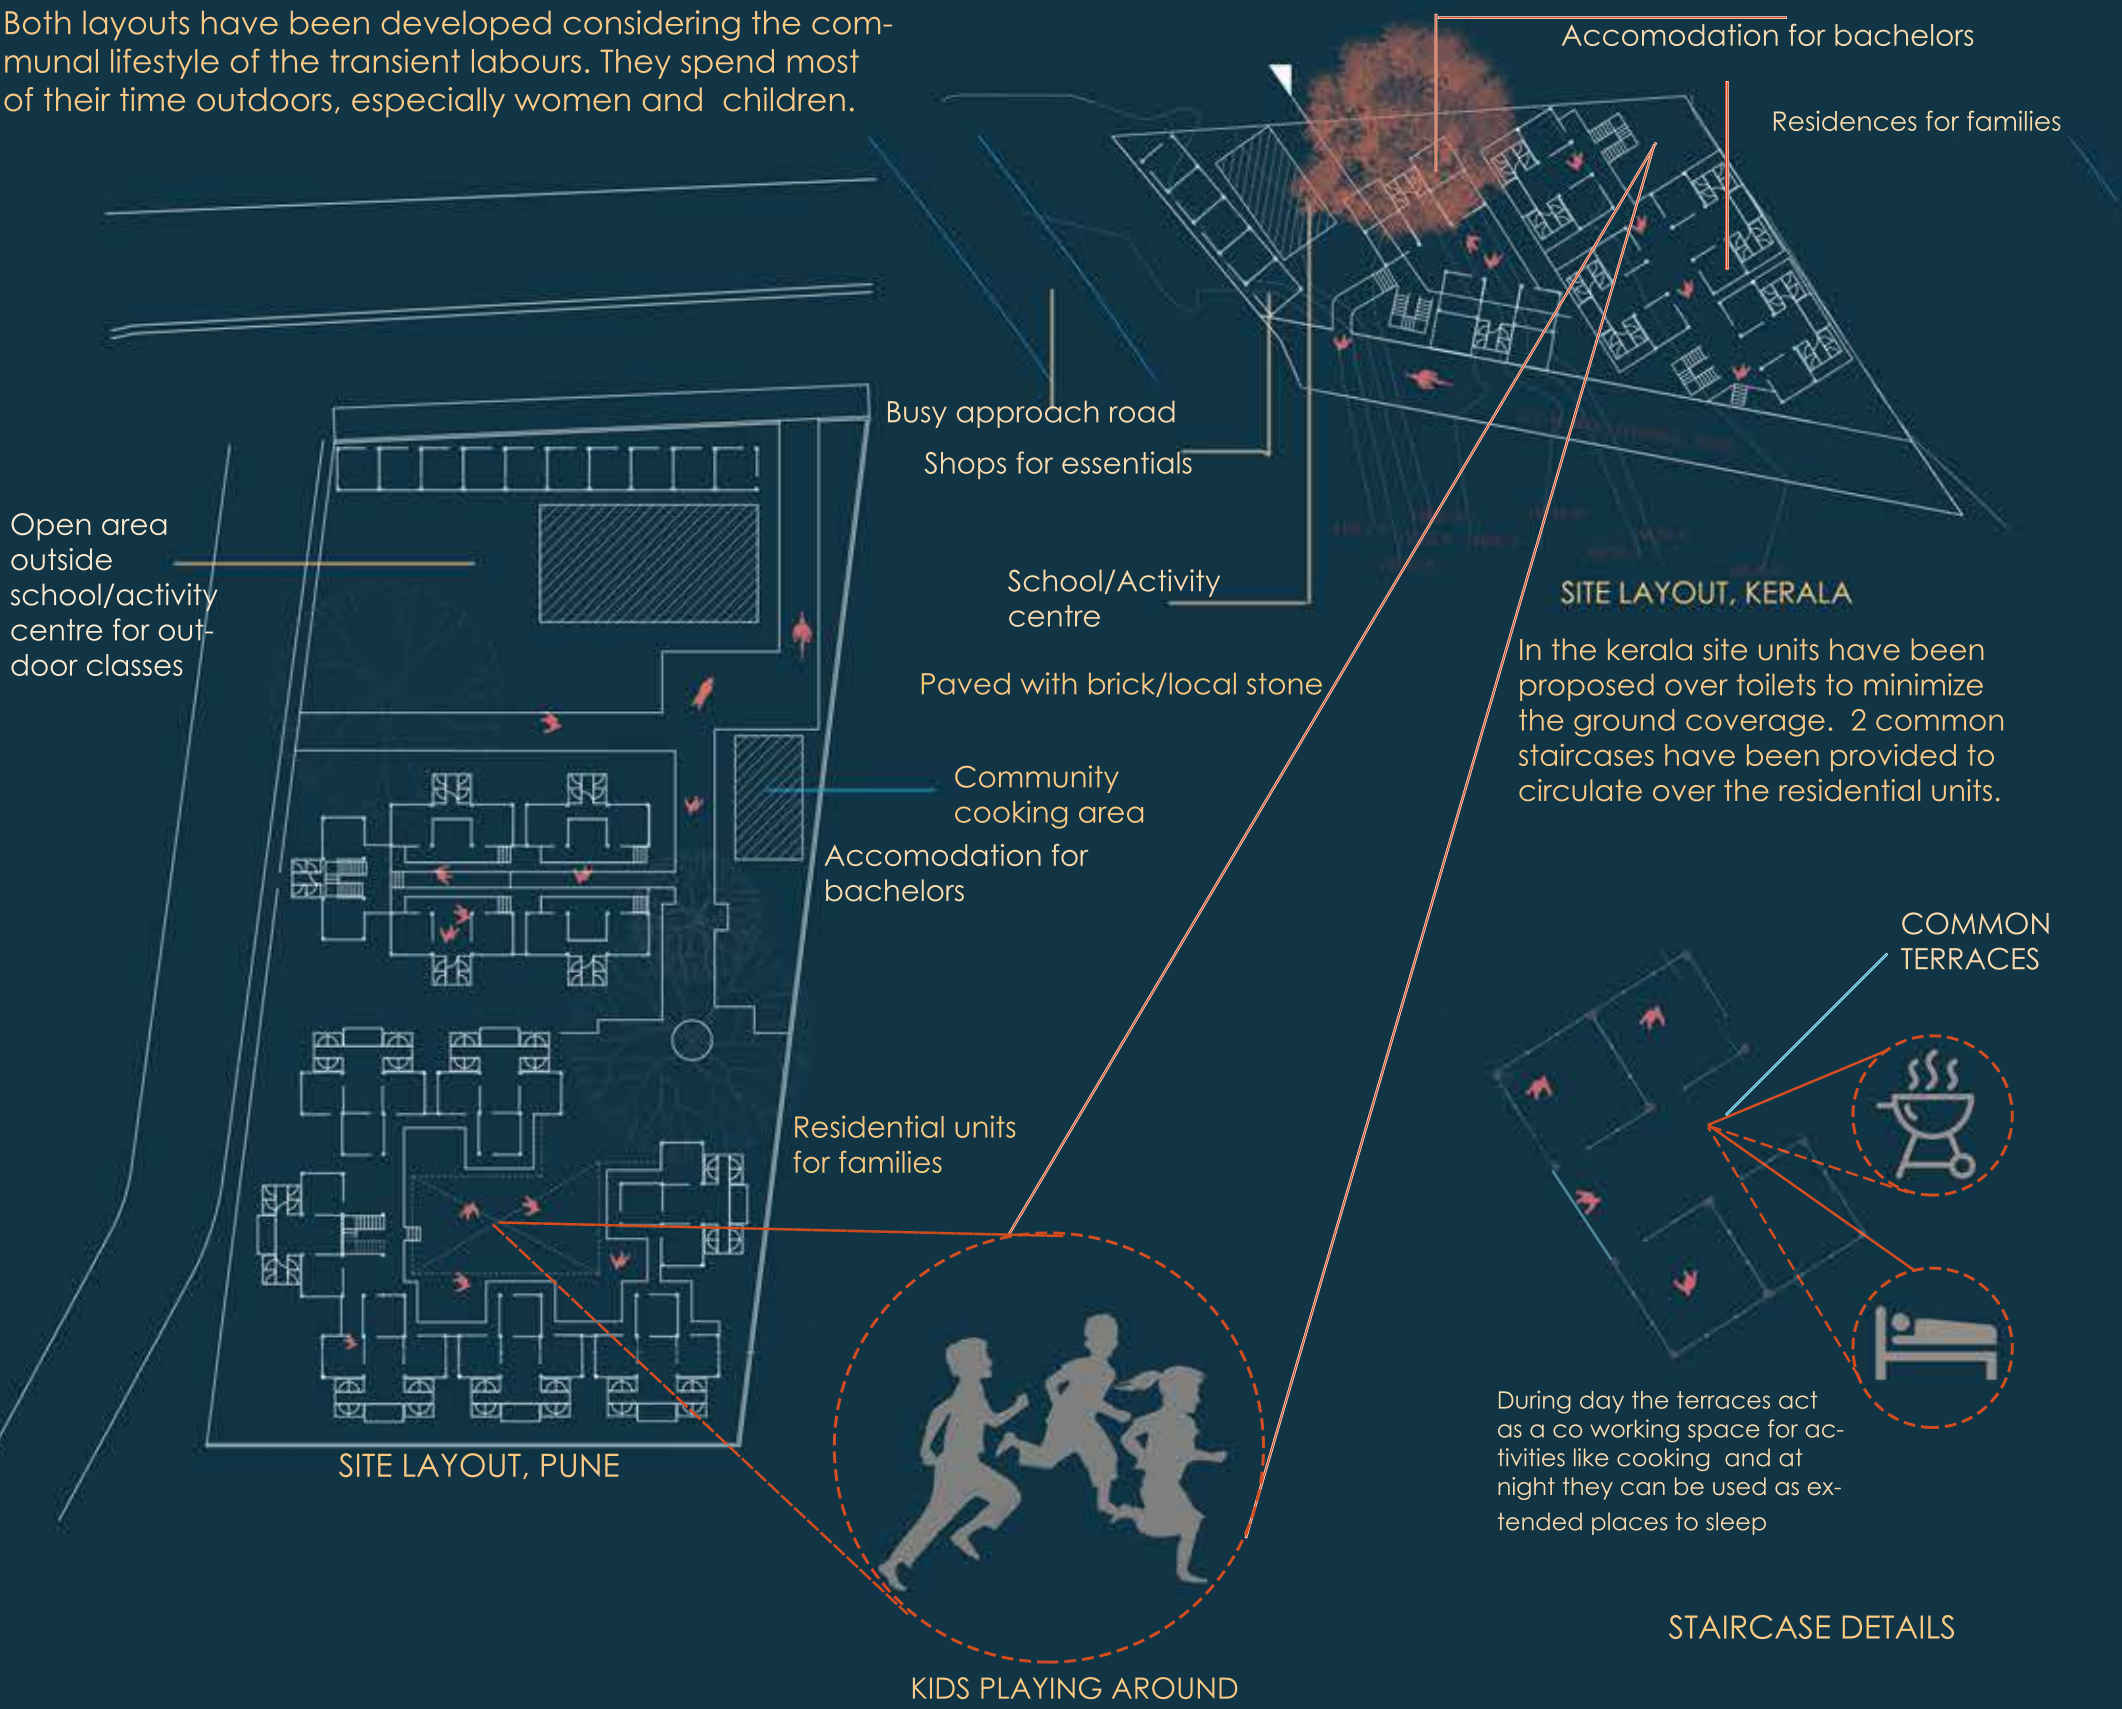 Both layouts have been developed considering the com-
munal lifestyle of the transient labours. They spend most
of their time outdoors, especially women and  children.
Accomodation for bachelors
Residences for families
Busy approach road
Shops for essentials
School/Activity
centre
Open area
outside
school/activity
centre for out-
door classes
Paved with brick/local stone
Community
cooking area
Accomodation for
bachelors
Residential units
for families
SITE LAYOUT, PUNE
SITE LAYOUT, KERALA
In the kerala site units have been
proposed over toilets to minimize
the ground coverage.  2 common
staircases have been provided to
circulate over the residential units.
COMMON
TERRACES
During day the terraces act
as a co working space for ac-
tivities like cooking  and at
night they can be used as ex-
tended places to sleep
STAIRCASE DETAILS
KIDS PLAYING AROUND